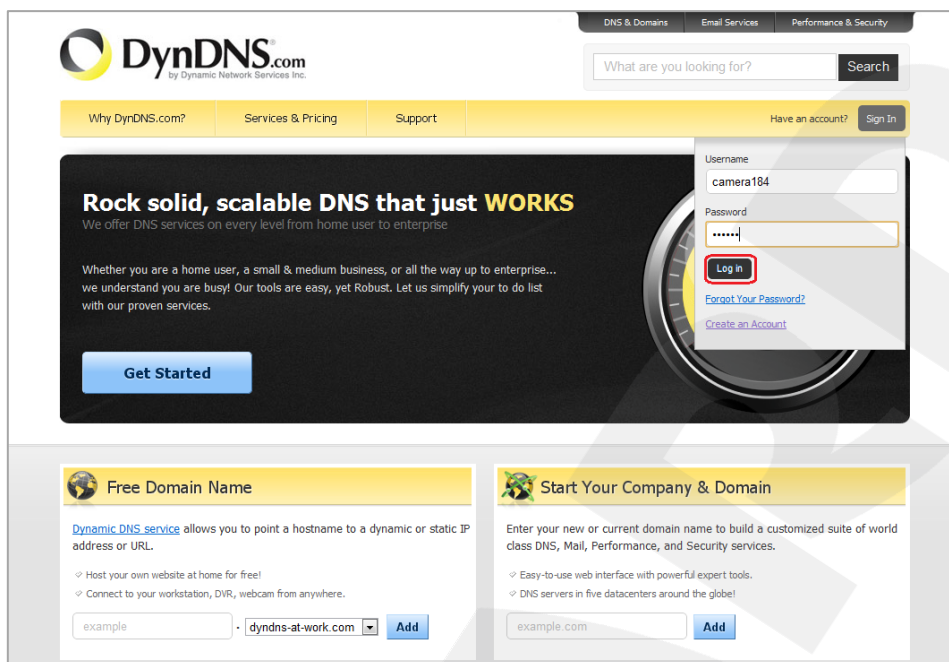 DNS & Domains Email Services Performance & Security
DynDNS.com
by Dynamic Network Services Inc.
What are you looking for? Search
Why DynDNS.com? Services & Pricing Support Have an account? Sign In
Username
camera184
Password
••••••
Log in
Forgot Your Password?
Create an Account
Rock solid, scalable DNS that just WORKS
We offer DNS services on every level from home user to enterprise
Whether you are a home user, a small & medium business, or all the way up to enterprise...
we understand you are busy! Our tools are easy, yet Robust. Let us simplify your to do list
with our proven services.
Get Started
Free Domain Name
Dynamic DNS service allows you to point a hostname to a dynamic or static IP
address or URL.
Host your own website at home for free!
Connect to your workstation, DVR, webcam from anywhere.
example . dyndns-at-work.com Add
Start Your Company & Domain
Enter your new or current domain name to build a customized suite of world
class DNS, Mail, Performance, and Security services.
Easy-to-use web interface with powerful expert tools.
DNS servers in five datacenters around the globe!
example.com Add